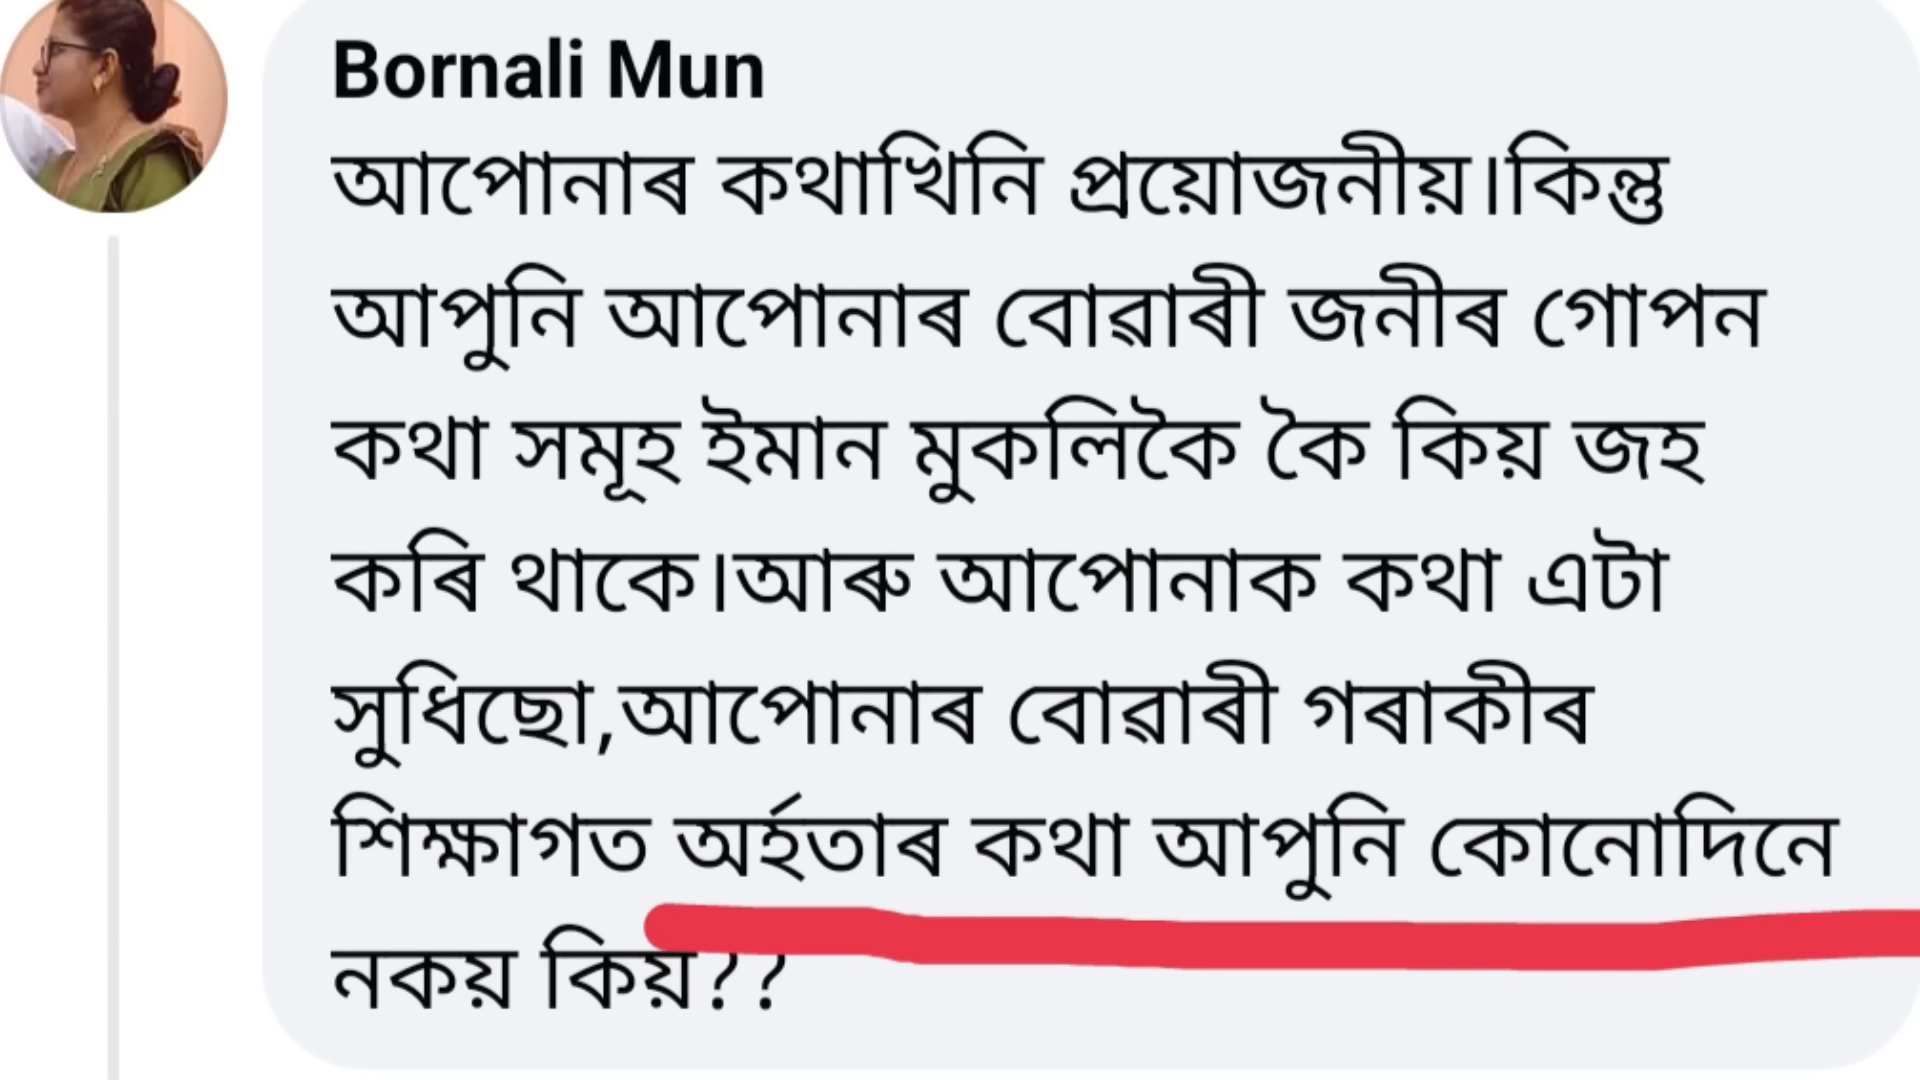 Bornali Mun
আপোনাৰ কথাখিনি প্ৰয়োজনীয়।কিন্তু
আপুনি আপোনাৰ বোৱাৰী জনীৰ গোপন
কথা সমূহ ইমান মুকলিকৈ কৈ কিয় জহ
কৰি থাকে।আৰু আপোনাক কথা এটা
সুধিছো,আপোনাৰ বোৱাৰী গৰাকীৰ
শিক্ষাগত অৰ্হতাৰ কথা আপুনি কোনোদিনে
নকয় কিয়??